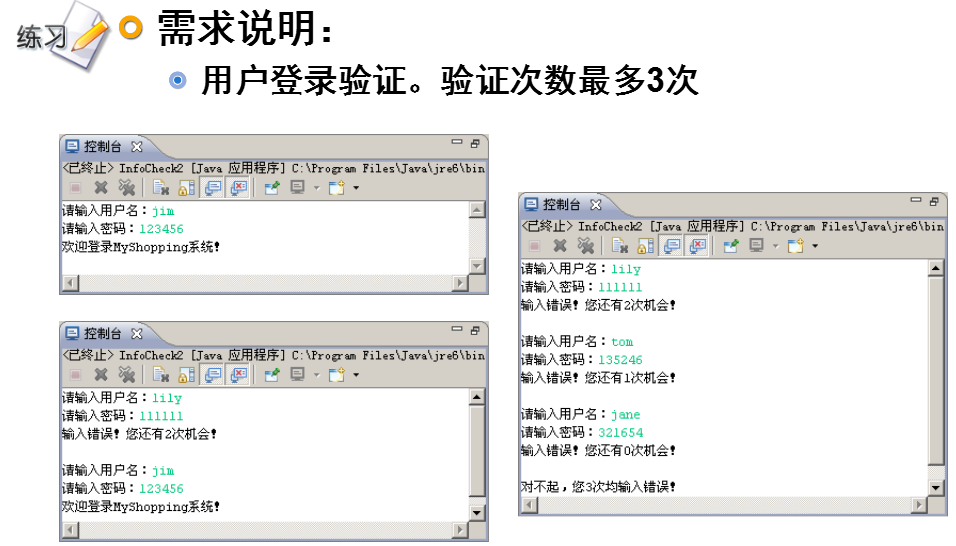 练习
需求说明：
用户登录验证。验证次数最多3次
控制台
<已终止> InfoCheck2 [Java 应用程序] C:\Program Files\Java\jre6\bin
请输入用户名：jim
请输入密码：123456
欢迎登录MyShopping系统！
控制台
<已终止> InfoCheck2 [Java 应用程序] C:\Program Files\Java\jre6\bin
请输入用户名：lily
请输入密码：111111
输入错误！您还有2次机会！
请输入用户名：jim
请输入密码：123456
欢迎登录MyShopping系统！
控制台
<已终止> InfoCheck2 [Java 应用程序] C:\Program Files\Java\jre6\bin
请输入用户名：lily
请输入密码：111111
输入错误！您还有2次机会！
请输入用户名：tom
请输入密码：135246
输入错误！您还有1次机会！
请输入用户名：jane
请输入密码：321654
输入错误！您还有0次机会！
对不起，您3次均输入错误！